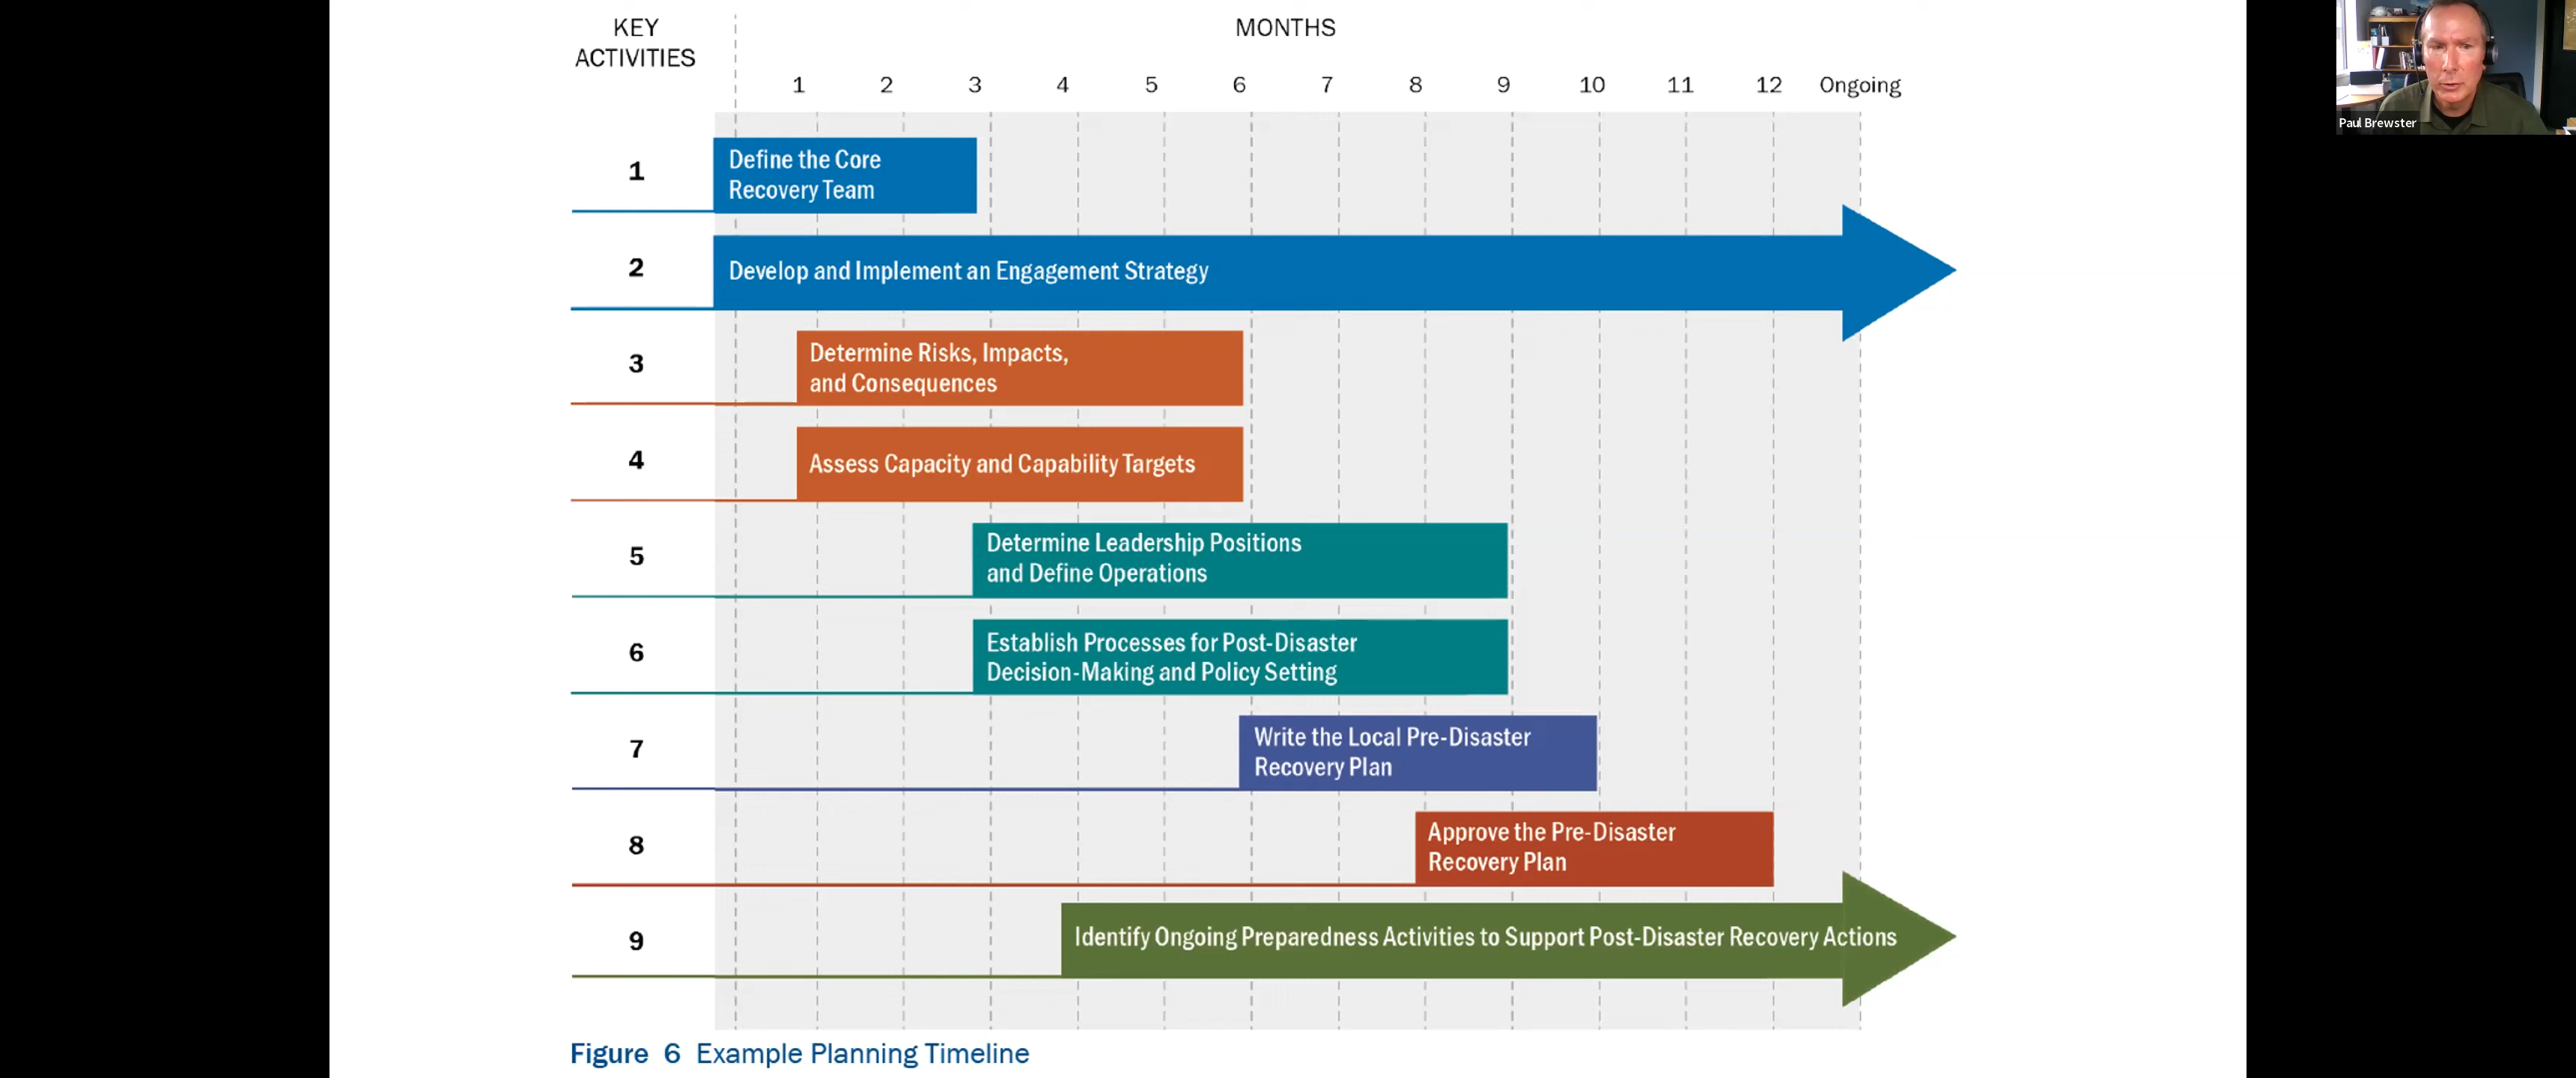 KEY
ACTIVITIES
MONTHS
1 2 3 4 5 6 7 8 9 10 11 12 Ongoing
Paul Brewster
1
Define the Core
Recovery Team
2
Develop and Implement an Engagement Strategy
3
Determine Risks, Impacts,
and Consequences
4
Assess Capacity and Capability Targets
5
Determine Leadership Positions
and Define Operations
6
Establish Processes for Post-Disaster
Decision-Making and Policy Setting
7
Write the Local Pre-Disaster
Recovery Plan
8
Approve the Pre-Disaster
Recovery Plan
9
Identify Ongoing Preparedness Activities to Support Post-Disaster Recovery Actions
Figure 6 Example Planning Timeline